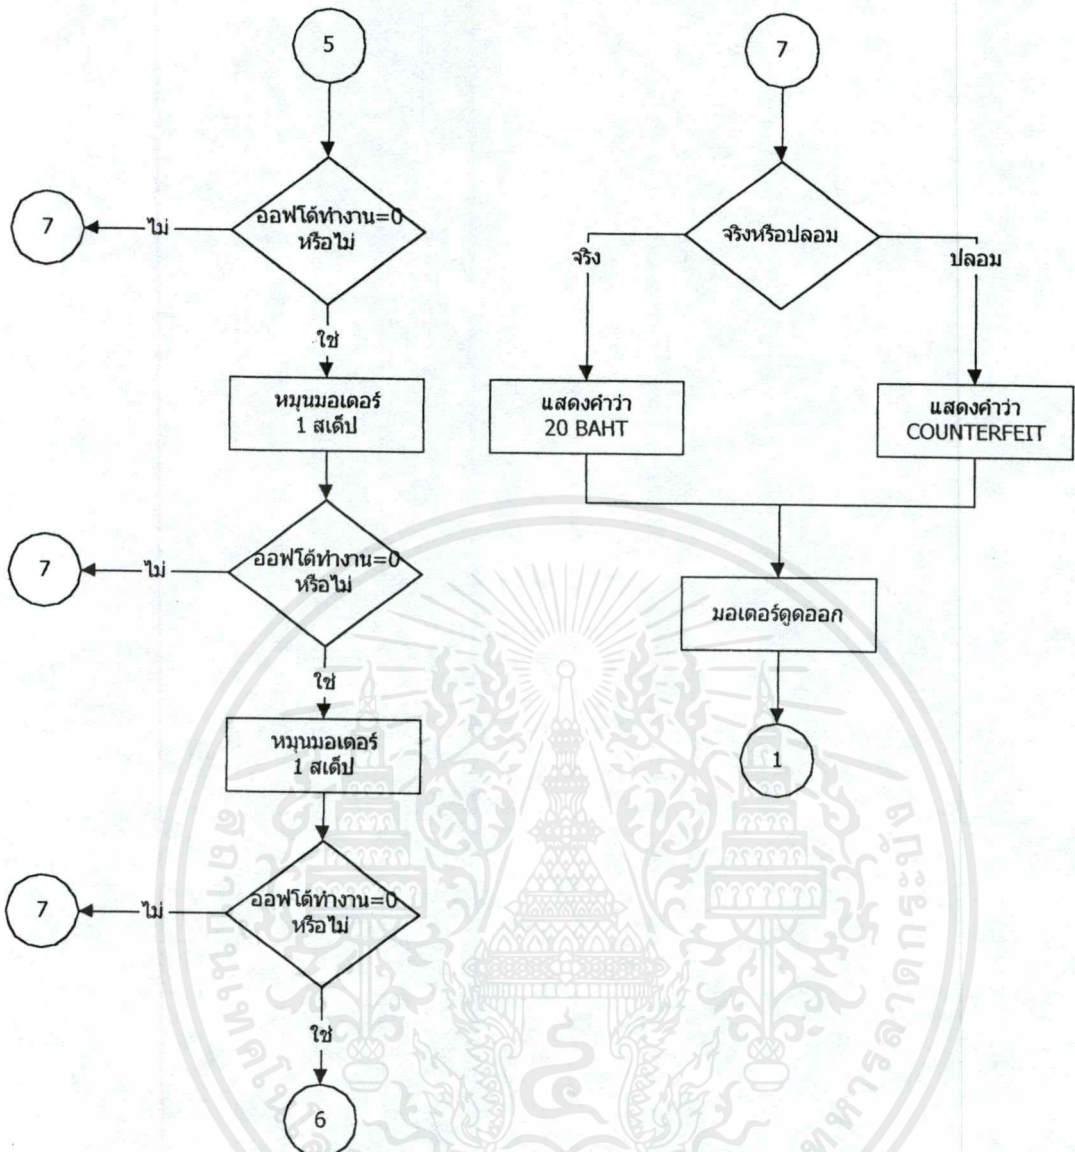 5
ออฟโต้ทำงาน=0
หรือไม่
ไม่
7
ใช่
หมุนมอเตอร์
1 สเต็ป
ออฟโต้ทำงาน=0
หรือไม่
ไม่
7
ใช่
หมุนมอเตอร์
1 สเต็ป
ออฟโต้ทำงาน=0
หรือไม่
ไม่
7
ใช่
6
7
จริงหรือปลอม
จริง
ปลอม
แสดงคำว่า
20 BAHT
แสดงคำว่า
COUNTERFEIT
มอเตอร์ดูดออก
1